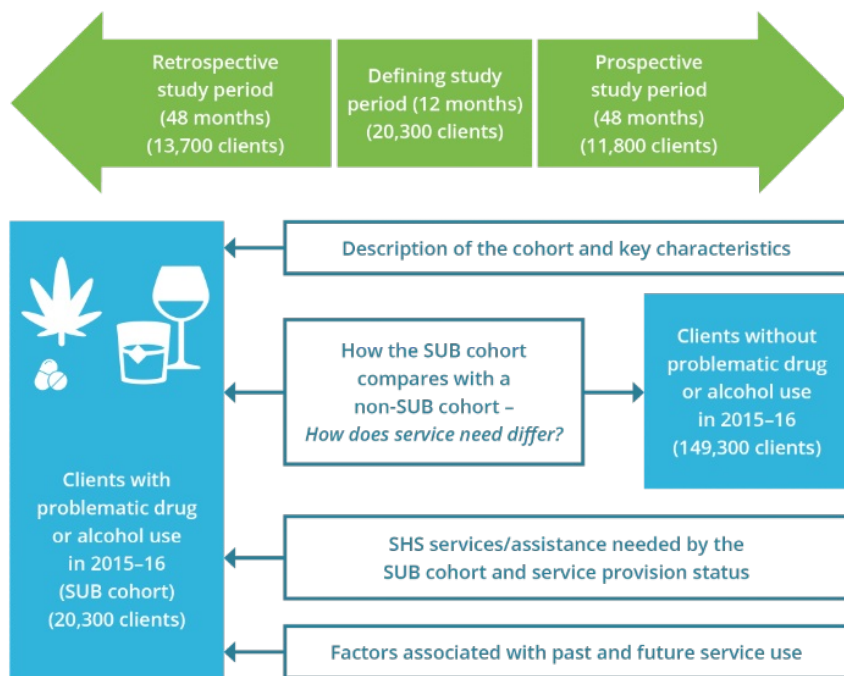 Retrospective
study period
(48 months)
(13,700 clients)
Defining study
period (12 months)
(20,300 clients)
Prospective
study period
(48 months)
(11,800 clients)
Description of the cohort and key characteristics
How the SUB cohort
compares with a
non-SUB cohort –
How does service need differ?
Clients without
problematic drug
or alcohol use
in 2015–16
(149,300 clients)
Clients with
problematic drug
or alcohol use
in 2015–16
(SUB cohort)
(20,300 clients)
SHS services/assistance needed by the
SUB cohort and service provision status
Factors associated with past and future service use